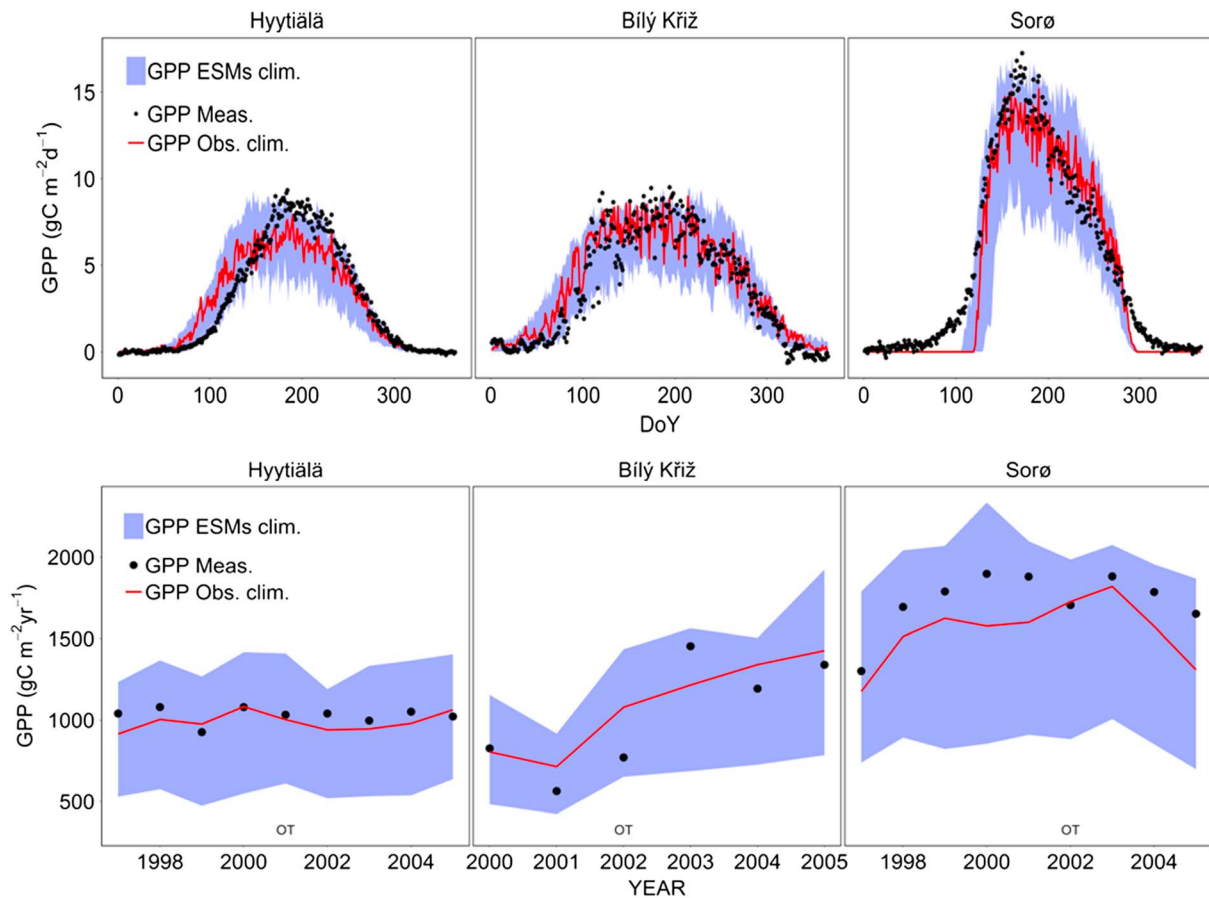 Hyytiälä Bílý Křiž Sorø
GPP ESMs clim.
GPP Meas.
GPP Obs. clim.
GPP (gC m⁻²d⁻¹)
15
10
5
0
0 100 200 300 0 100 200 300 0 100 200 300
DoY
Hyytiälä Bílý Křiž Sorø
GPP ESMs clim.
GPP Meas.
GPP Obs. clim.
GPP (gC m⁻²yr⁻¹)
2000
1500
1000
500
OT OT OT
1998 2000 2002 2004 2000 2001 2002 2003 2004 2005 1998 2000 2002 2004
YEAR